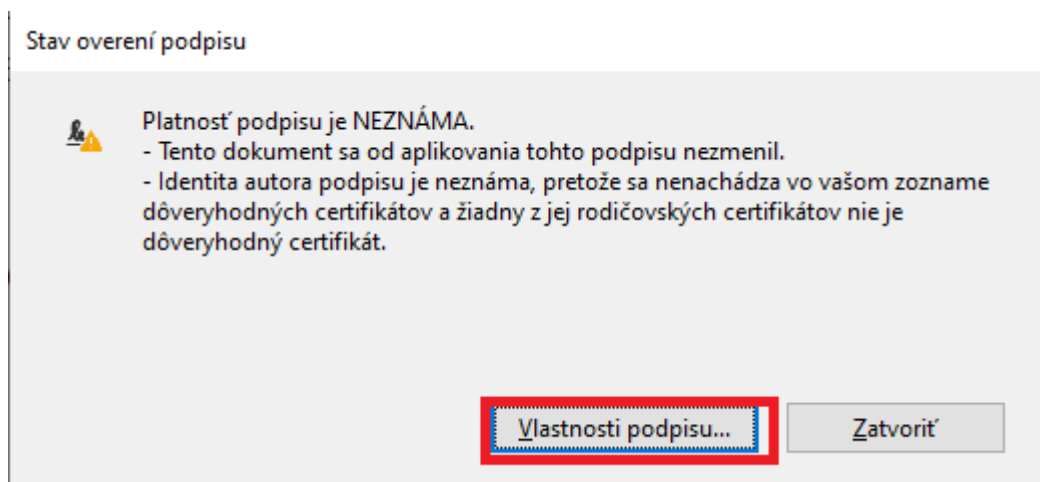 Stav overení podpisu
Platnosť podpisu je NEZNÁMA.
- Tento dokument sa od aplikovania tohto podpisu nezmenil.
- Identita autora podpisu je neznáma, pretože sa nenachádza vo vašom zozname
dôveryhodných certifikátov a žiadny z jej rodičovských certifikátov nie je
dôveryhodný certifikát.
Vlastnosti podpisu...
Zatvoriť